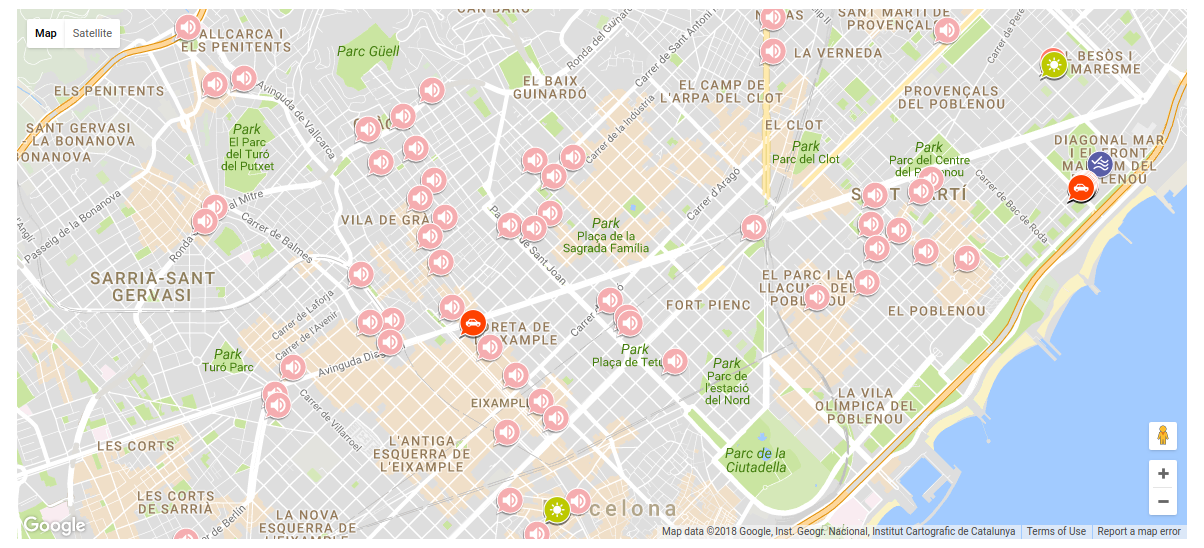 CAN BARÓ
NAVAS
SANT MARTÍ DE
PROVENÇALS
Map
Satellite
VALLCARCA I
ELS PENITENTS
Park Güell
Ronda del Guinardó
Carrer de Sant Antoni
LA VERNEDA
Carrer de Pere
EL BESÒS I
MARESME
ELS PENITENTS
Avinguda de Vallcarca
EL BAIX
GUINARDÓ
EL CAMP DE
L'ARPA DEL CLOT
PROVENÇALS
DEL POBLENOU
SANT GERVASI
- LA BONANOVA
BONANOVA
Park
El Parc
del Turó
del Putxet
Carrer de la Indústria
EL CLOT
Park
Parc del Clot
Park
Parc del Centre
del Poblenou
DIAGONAL MAR
I EL FRONT
MARÍTIM DEL
POBLENOU
Passeig de la Bonanova
Ronda
al Mitre
VILA DE GRÀCIA
Carrer d'Aragó
SANT MARTÍ
Carrer de Bac de Roda
Carrer de Balmes
Passeig de Sant Joan
Park
Plaça de la
Sagrada Família
SARRIÀ-SANT
GERVASI
EL PARC I LA
LLACUNA DEL
POBLENOU
Carrer de Laforja
Carrer de l'Avenir
FORT PIENC
EL POBLENOU
DRETA DE
L'EIXAMPLE
Park
Turó Parc
Avinguda Diagonal
Park
Plaça de Tetuan
Park
Parc de
l'estació
del Nord
Carrer de Villarroel
EIXAMPLE
LA VILA
OLÍMPICA DEL
POBLENOU
LES CORTS
L'ANTIGA
ESQUERRA DE
L'EIXAMPLE
Parc de la
Ciutadella
LES CORTS
DE SARRIÀ
LA NOVA
ESQUERRA DE
L'EIXAMPLE
Carrer de Berlín
Barcelona
Google
Map data ©2018 Google, Inst. Geogr. Nacional, Institut Cartogràfic de Catalunya
Terms of Use
Report a map error